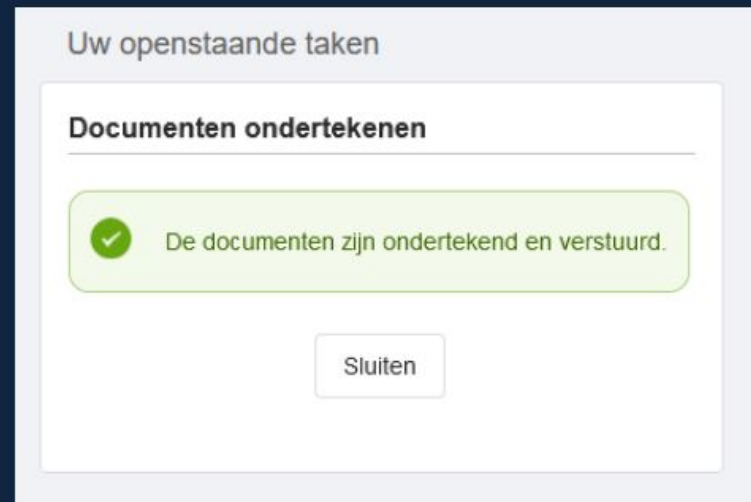 Uw openstaande taken
Documenten ondertekenen
De documenten zijn ondertekend en verstuurd.
Sluiten